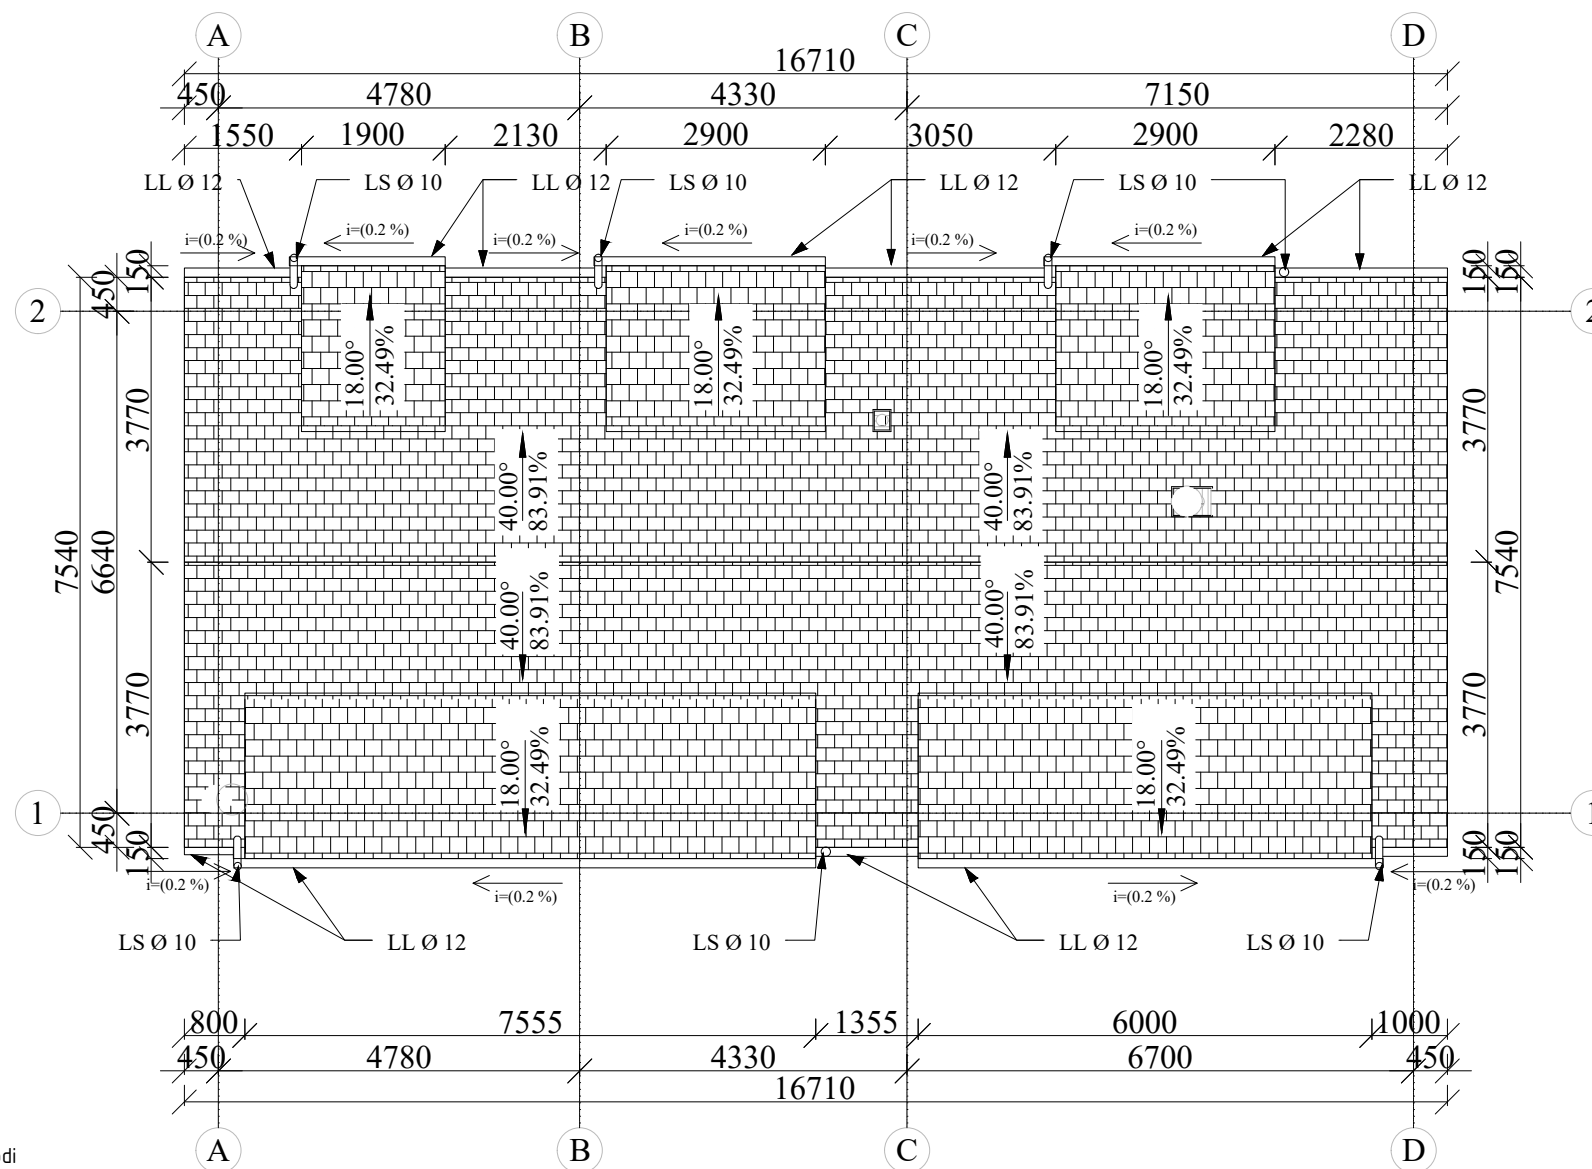 A B C D
16710
450 4780 4330 7150
1550 1900 2130 2900 3050 2900 2280
LL Ø 12 LS Ø 10 LL Ø 12 LS Ø 10 LL Ø 12 LS Ø 10 LL Ø 12
i=(0.2 %) i=(0.2 %) i=(0.2 %) i=(0.2 %) i=(0.2 %) i=(0.2 %)
150 450 150 150
2 2
18.00° 32.49% 18.00° 32.49% 18.00° 32.49%
3770 3770
40.00° 83.91% 40.00° 83.91%
7540 6640 7540
40.00° 83.91% 40.00° 83.91%
3770 3770
18.00° 32.49% 18.00° 32.49%
1 1
450 150 150 150
i=(0.2 %) i=(0.2 %) i=(0.2 %) i=(0.2 %)
LS Ø 10 LL Ø 12 LS Ø 10 LL Ø 12 LS Ø 10
800 7555 1355 6000 1000
450 4780 4330 6700 450
16710
A B C D
di